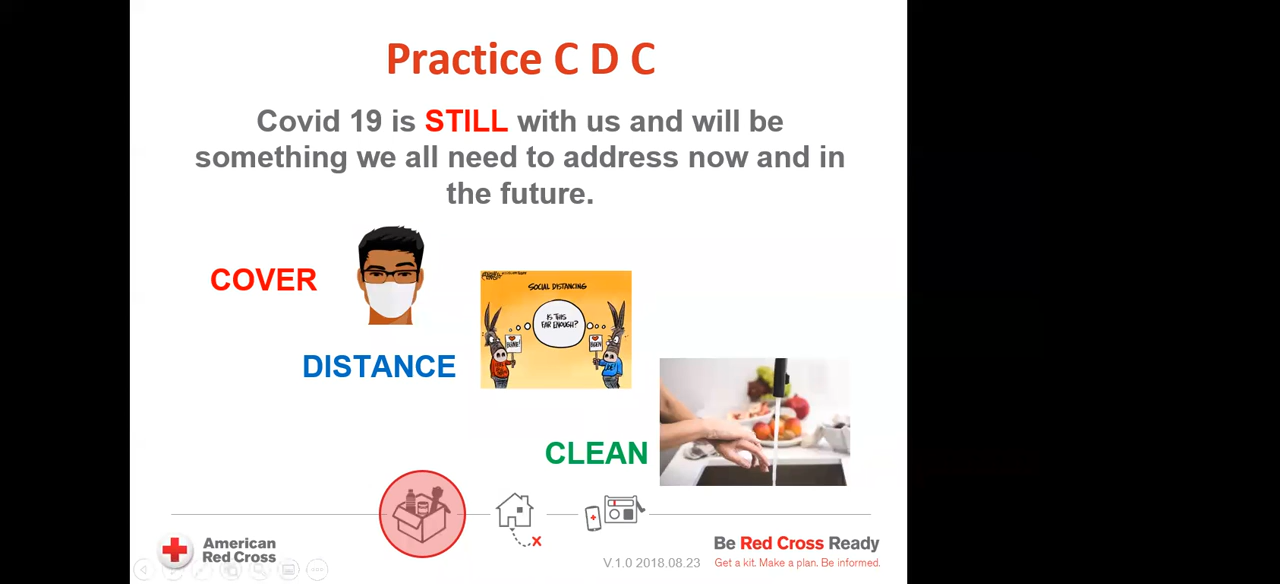 Practice C D C
Covid 19 is STILL with us and will be
something we all need to address now and in
the future.
COVER
SOCIAL DISTANCING
IS THIS
FAR ENOUGH?
DISTANCE
CLEAN
American
Red Cross
Be Red Cross Ready
V.1.0 2018.08.23
Get a kit. Make a plan. Be informed.